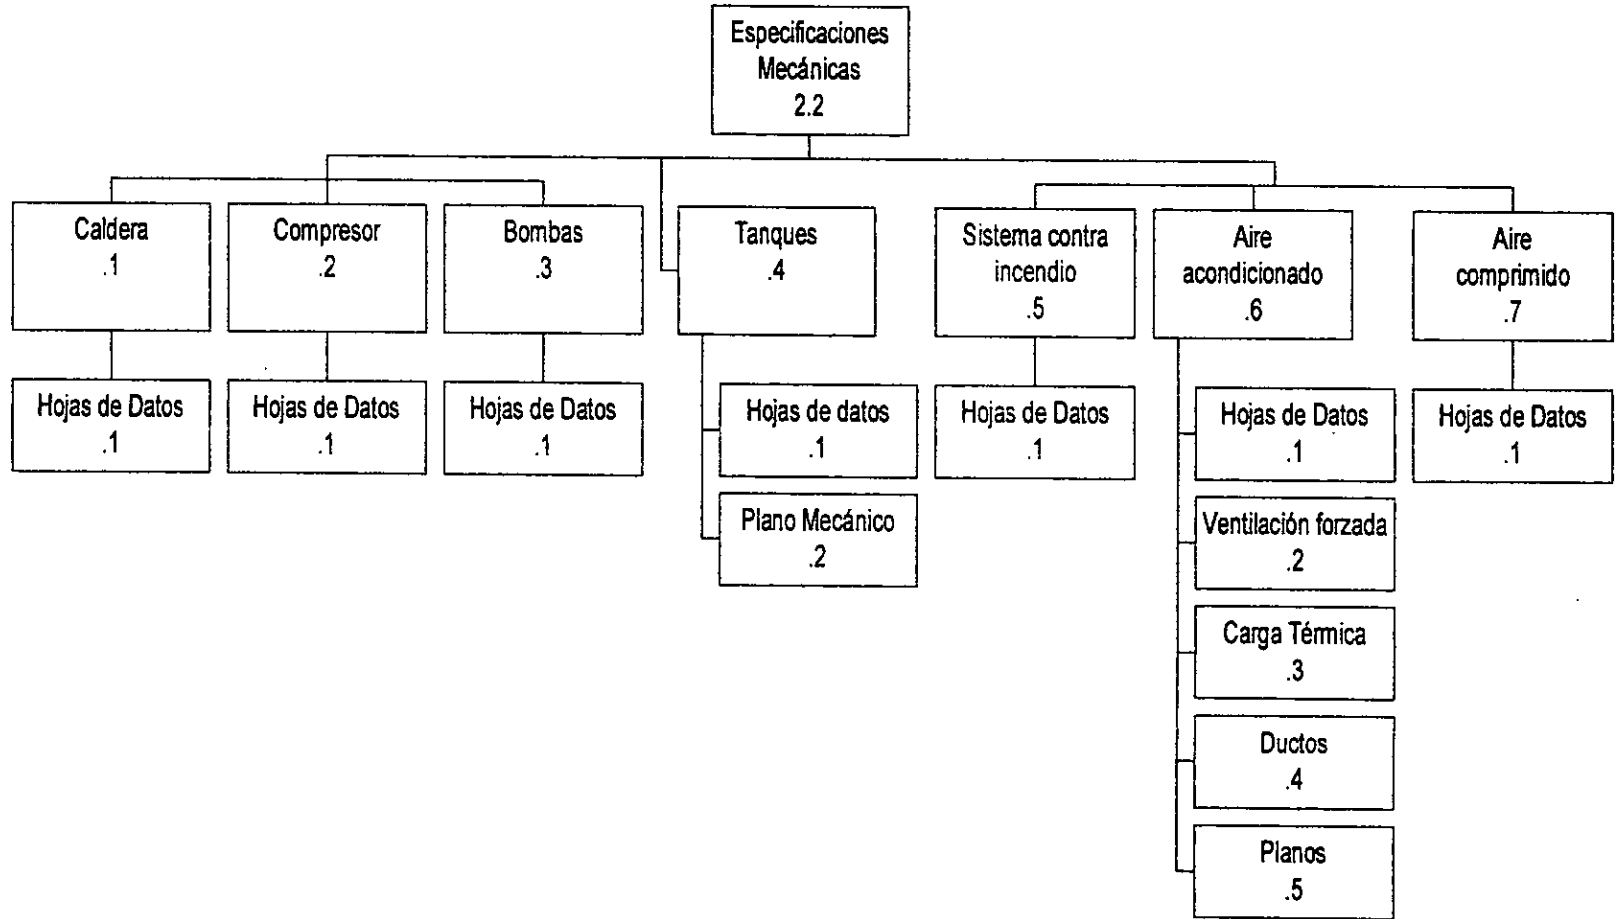 Especificaciones
Mecánicas
2.2
Caldera
.1
Compresor
.2
Bombas
.3
Tanques
.4
Sistema contra
incendio
.5
Aire
acondicionado
.6
Aire
comprimido
.7
Hojas de Datos
.1
Hojas de Datos
.1
Hojas de Datos
.1
Hojas de datos
.1
Plano Mecánico
.2
Hojas de Datos
.1
Hojas de Datos
.1
Ventilación forzada
.2
Carga Térmica
.3
Ductos
.4
Planos
.5
Hojas de Datos
.1